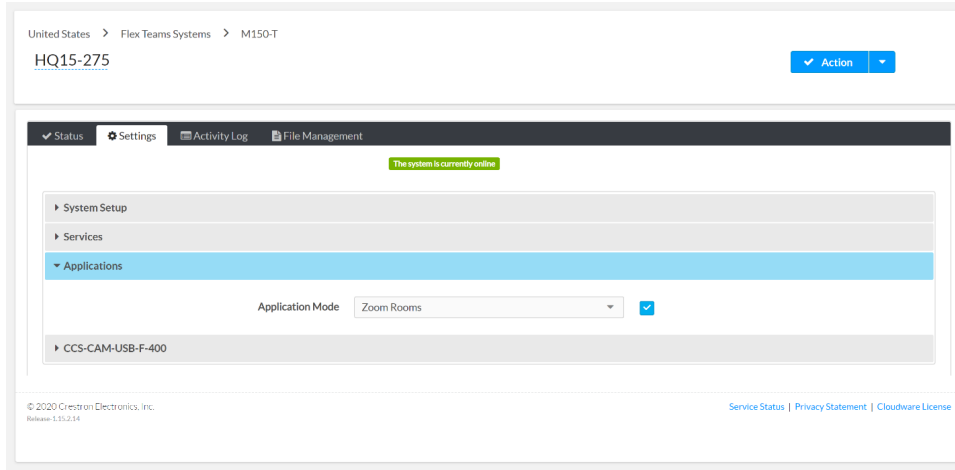 United States > Flex Teams Systems > M150-T
HQ15-275
Action
Status Settings Activity Log File Management
The system is currently online
System Setup
Services
Applications
Application Mode Zoom Rooms
CCS-CAM-USB-F-400
© 2020 Crestron Electronics, Inc. Service Status | Privacy Statement | Cloudware License
Release-1.15.2.14